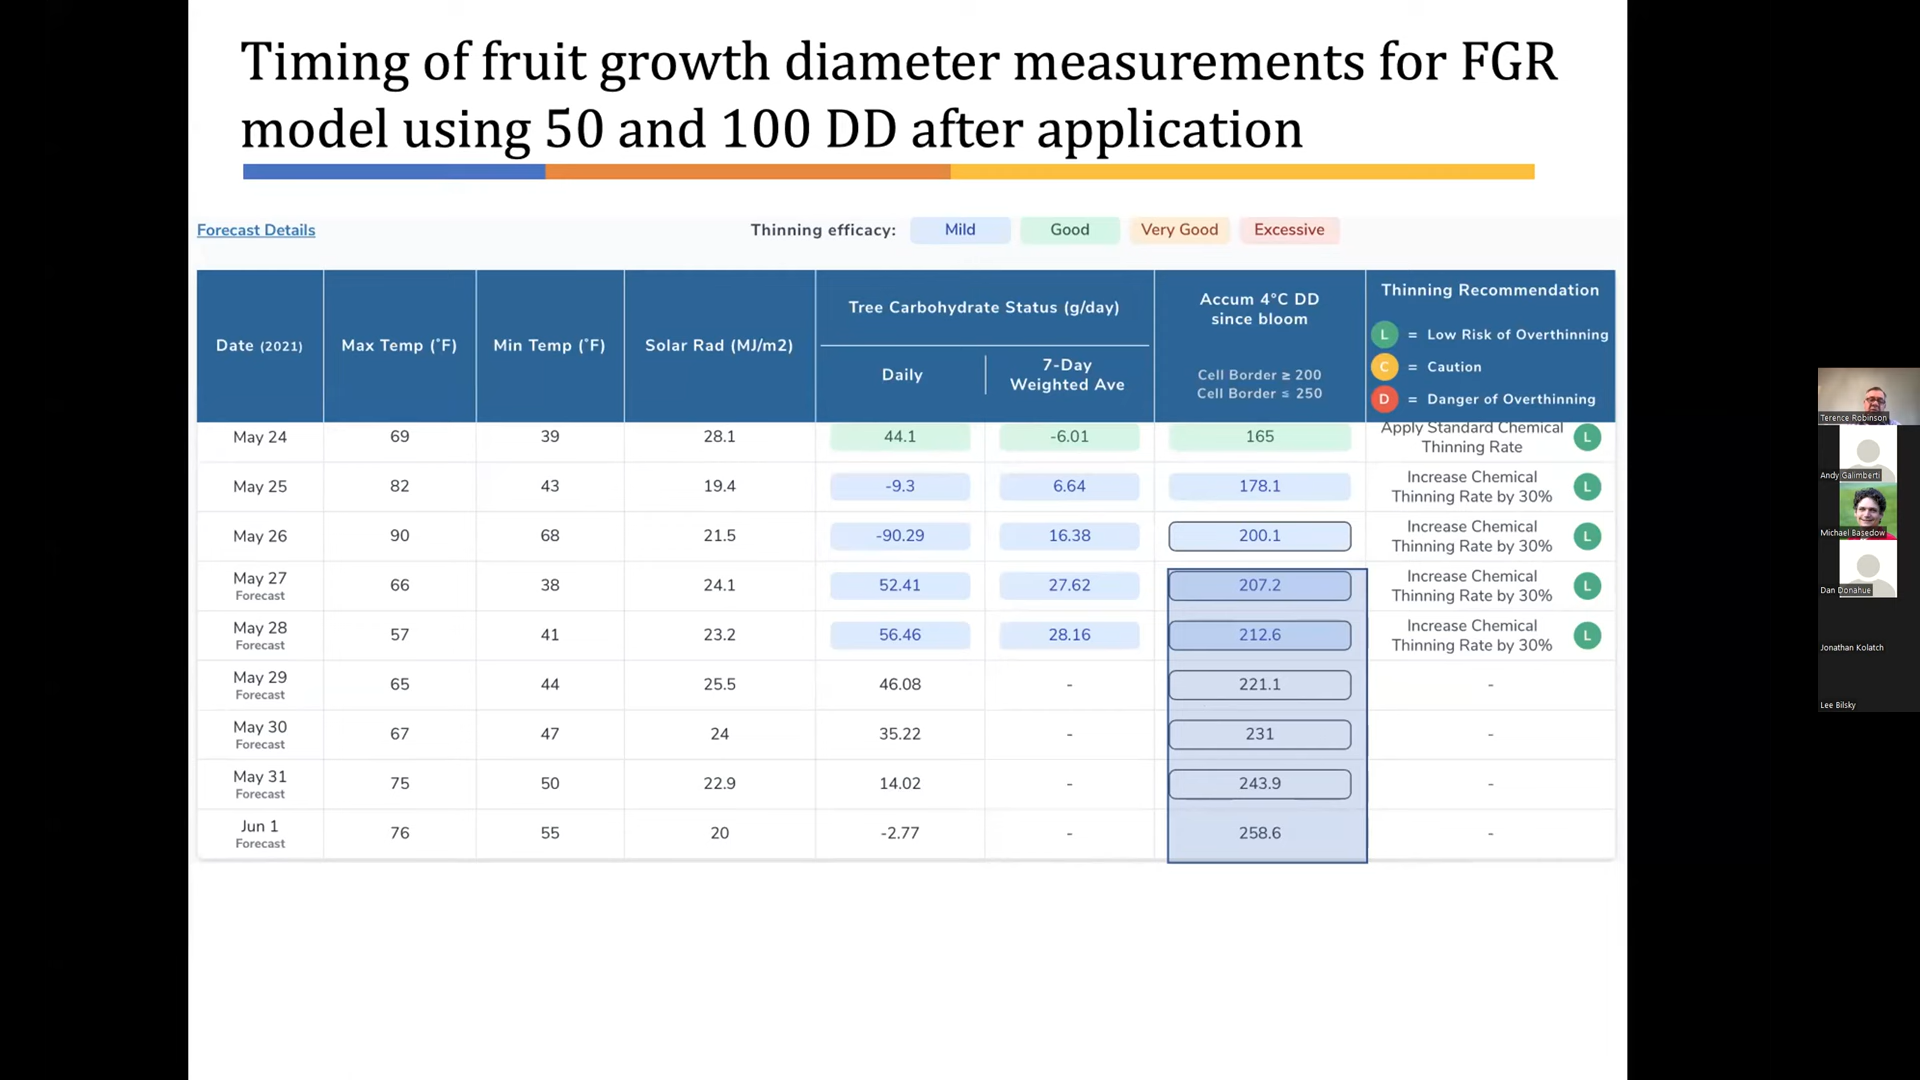 Timing of fruit growth diameter measurements for FGR
model using 50 and 100 DD after application
Forecast Details
Thinning efficacy: Mild Good Very Good Excessive
Date (2021) Max Temp (°F) Min Temp (°F) Solar Rad (MJ/m2)
Tree Carbohydrate Status (g/day)
Daily
7-Day
Weighted Ave
Accum 4°C DD
since bloom
Cell Border ≥ 200
Cell Border ≤ 250
Thinning Recommendation
L = Low Risk of Overthinning
C = Caution
D = Danger of Overthinning
May 24 69 39 28.1 44.1 -6.01 165 Apply Standard Chemical
Thinning Rate L
May 25 82 43 19.4 -9.3 6.64 178.1 Increase Chemical
Thinning Rate by 30% L
May 26 90 68 21.5 -90.29 16.38 200.1 Increase Chemical
Thinning Rate by 30% L
May 27 66 38 24.1 52.41 27.62 207.2 Increase Chemical
Forecast Thinning Rate by 30% L
May 28 57 41 23.2 56.46 28.16 212.6 Increase Chemical
Forecast Thinning Rate by 30% L
May 29 65 44 25.5 46.08 - 221.1 -
Forecast
May 30 67 47 24 35.22 - 231 -
Forecast
May 31 75 50 22.9 14.02 - 243.9 -
Forecast
Jun 1 76 55 20 -2.77 - 258.6 -
Forecast
Terence Robinson
Andy Galimberti
Michael Basedow
Dan Donahue
Jonathan Kolatch
Lee Bilsky